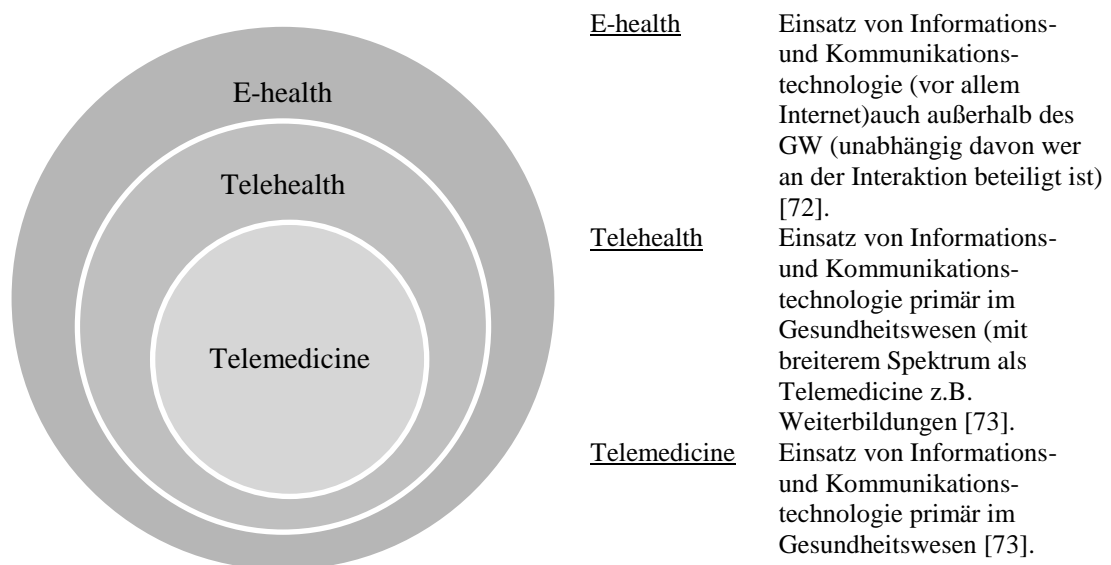 E-health
Telehealth
Telemedicine
E-health Einsatz von Informations-
und Kommunikations-
technologie (vor allem
Internet)auch außerhalb des
GW (unabhängig davon wer
an der Interaktion beteiligt ist)
[72].
Telehealth Einsatz von Informations-
und Kommunikations-
technologie primär im
Gesundheitswesen (mit
breiterem Spektrum als
Telemedicine z.B.
Weiterbildungen [73].
Telemedicine Einsatz von Informations-
und Kommunikations-
technologie primär im
Gesundheitswesen [73].